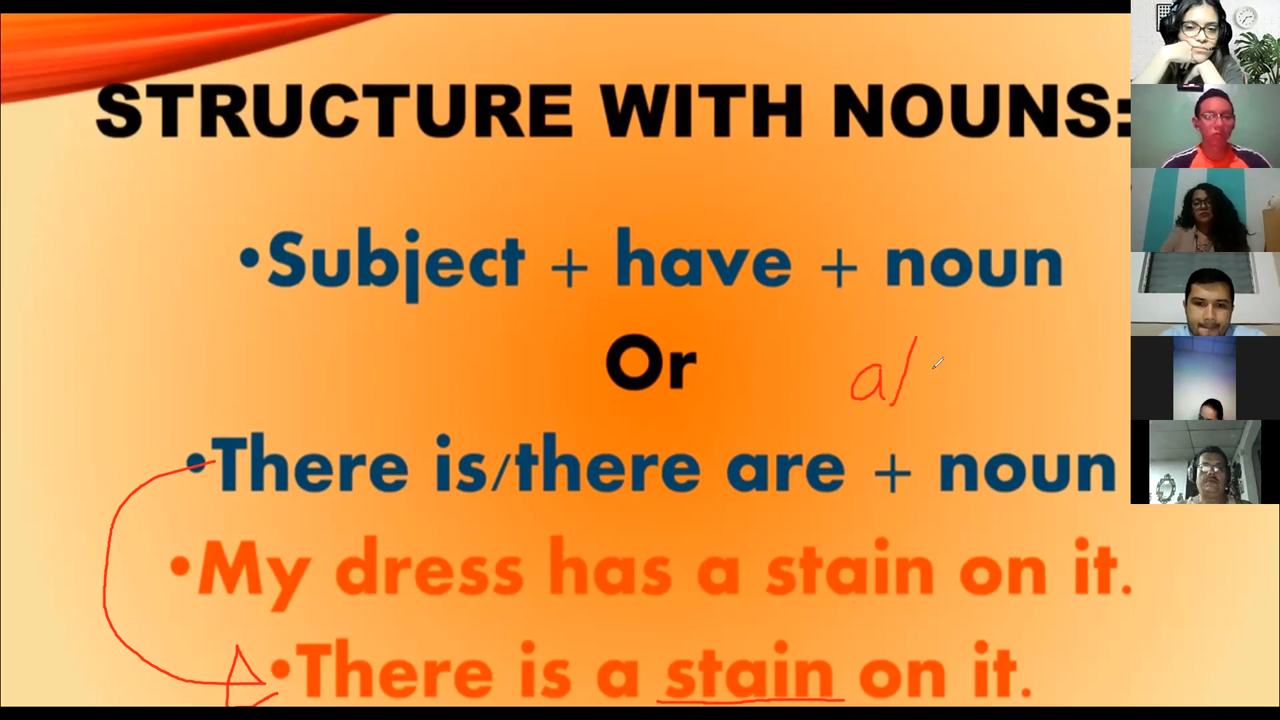 STRUCTURE WITH NOUNS:
•Subject + have + noun
Or
a/
•There is/there are + noun
•My dress has a stain on it.
•There is a stain on it.